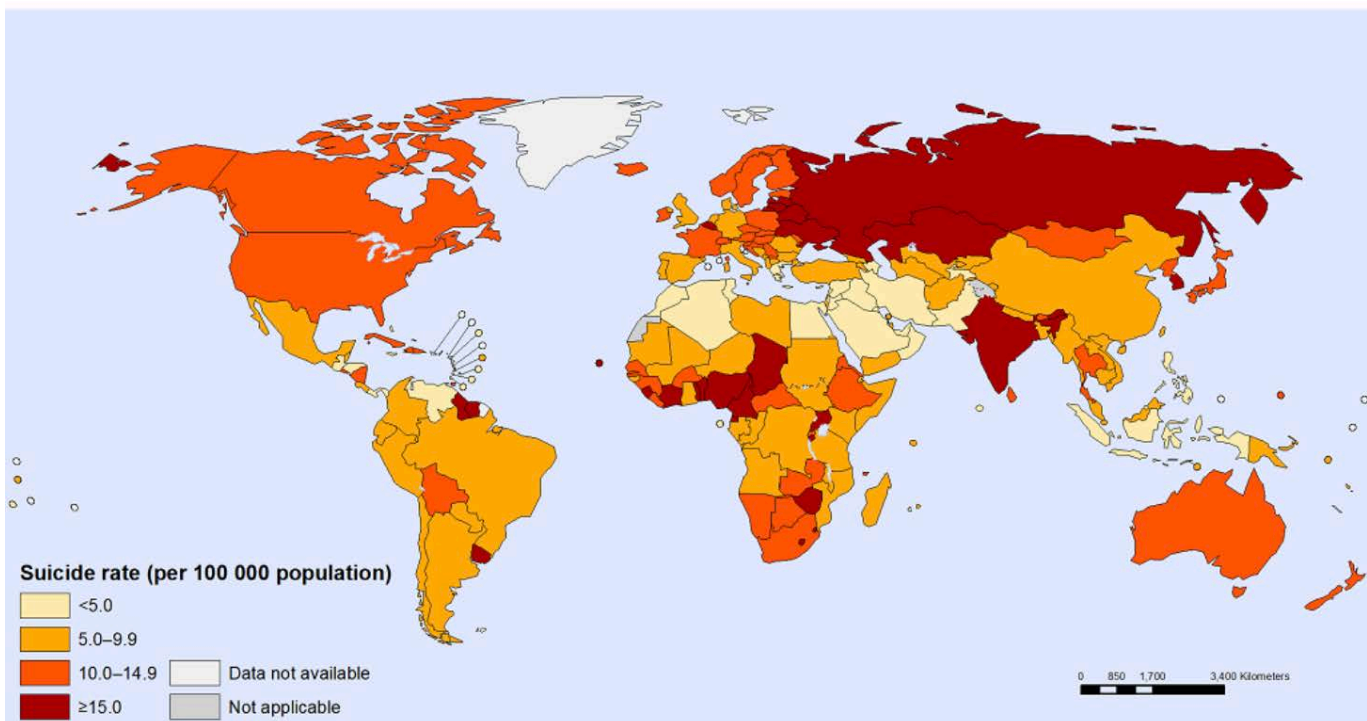 Suicide rate (per 100 000 population)
<5.0
5.0–9.9
10.0–14.9
≥15.0
Data not available
Not applicable
0 850 1,700 3,400 Kilometers